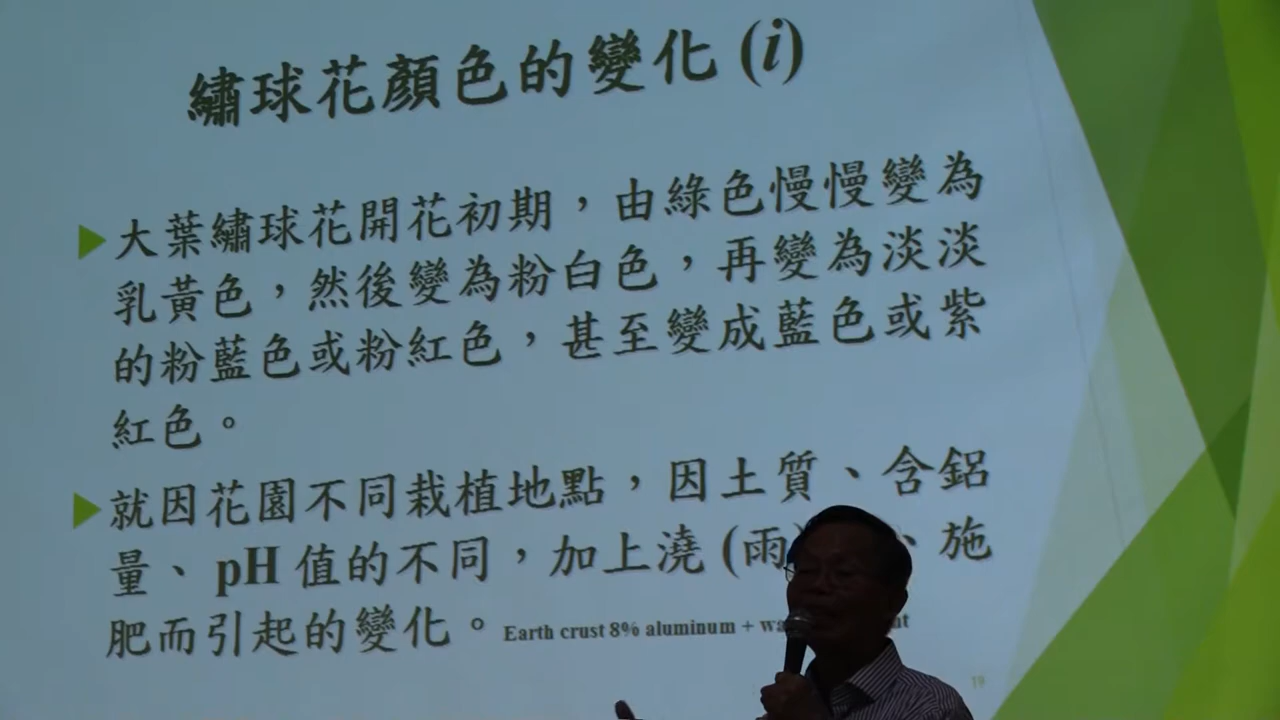 繡球花顏色的變化 (i)
大葉繡球花開花初期，由綠色慢慢變為
乳黃色，然後變為粉白色，再變為淡淡
的粉藍色或粉紅色，甚至變成藍色或紫
紅色。
就因花園不同栽植地點，因土質、含鋁
量、pH 值的不同，加上澆 (雨、施
肥而引起的變化。 Earth crust 8% aluminum +
19